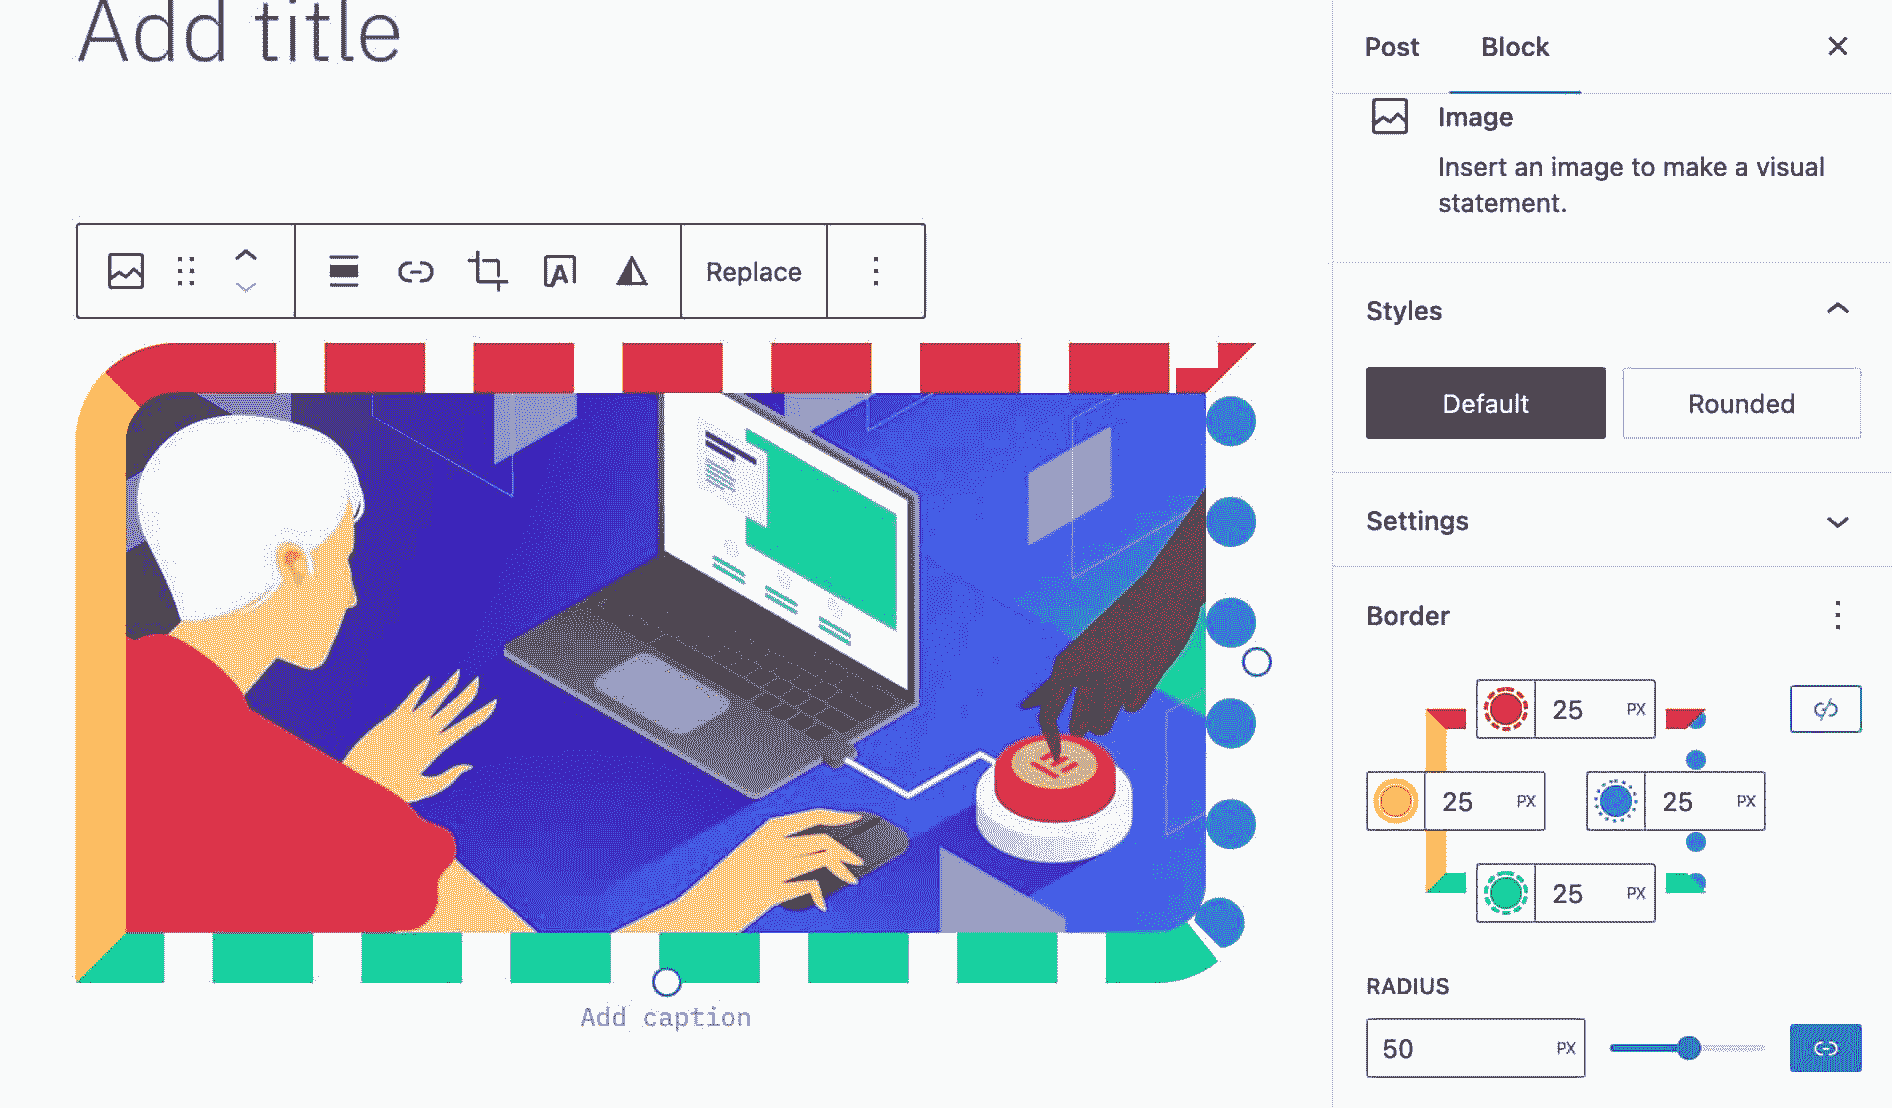 Add title
Post Block
Image
Insert an image to make a visual
statement.
A
Replace
Styles
Default Rounded
Settings
Border
25 PX
25 PX
25 PX
25 PX
Add caption
RADIUS
50 PX